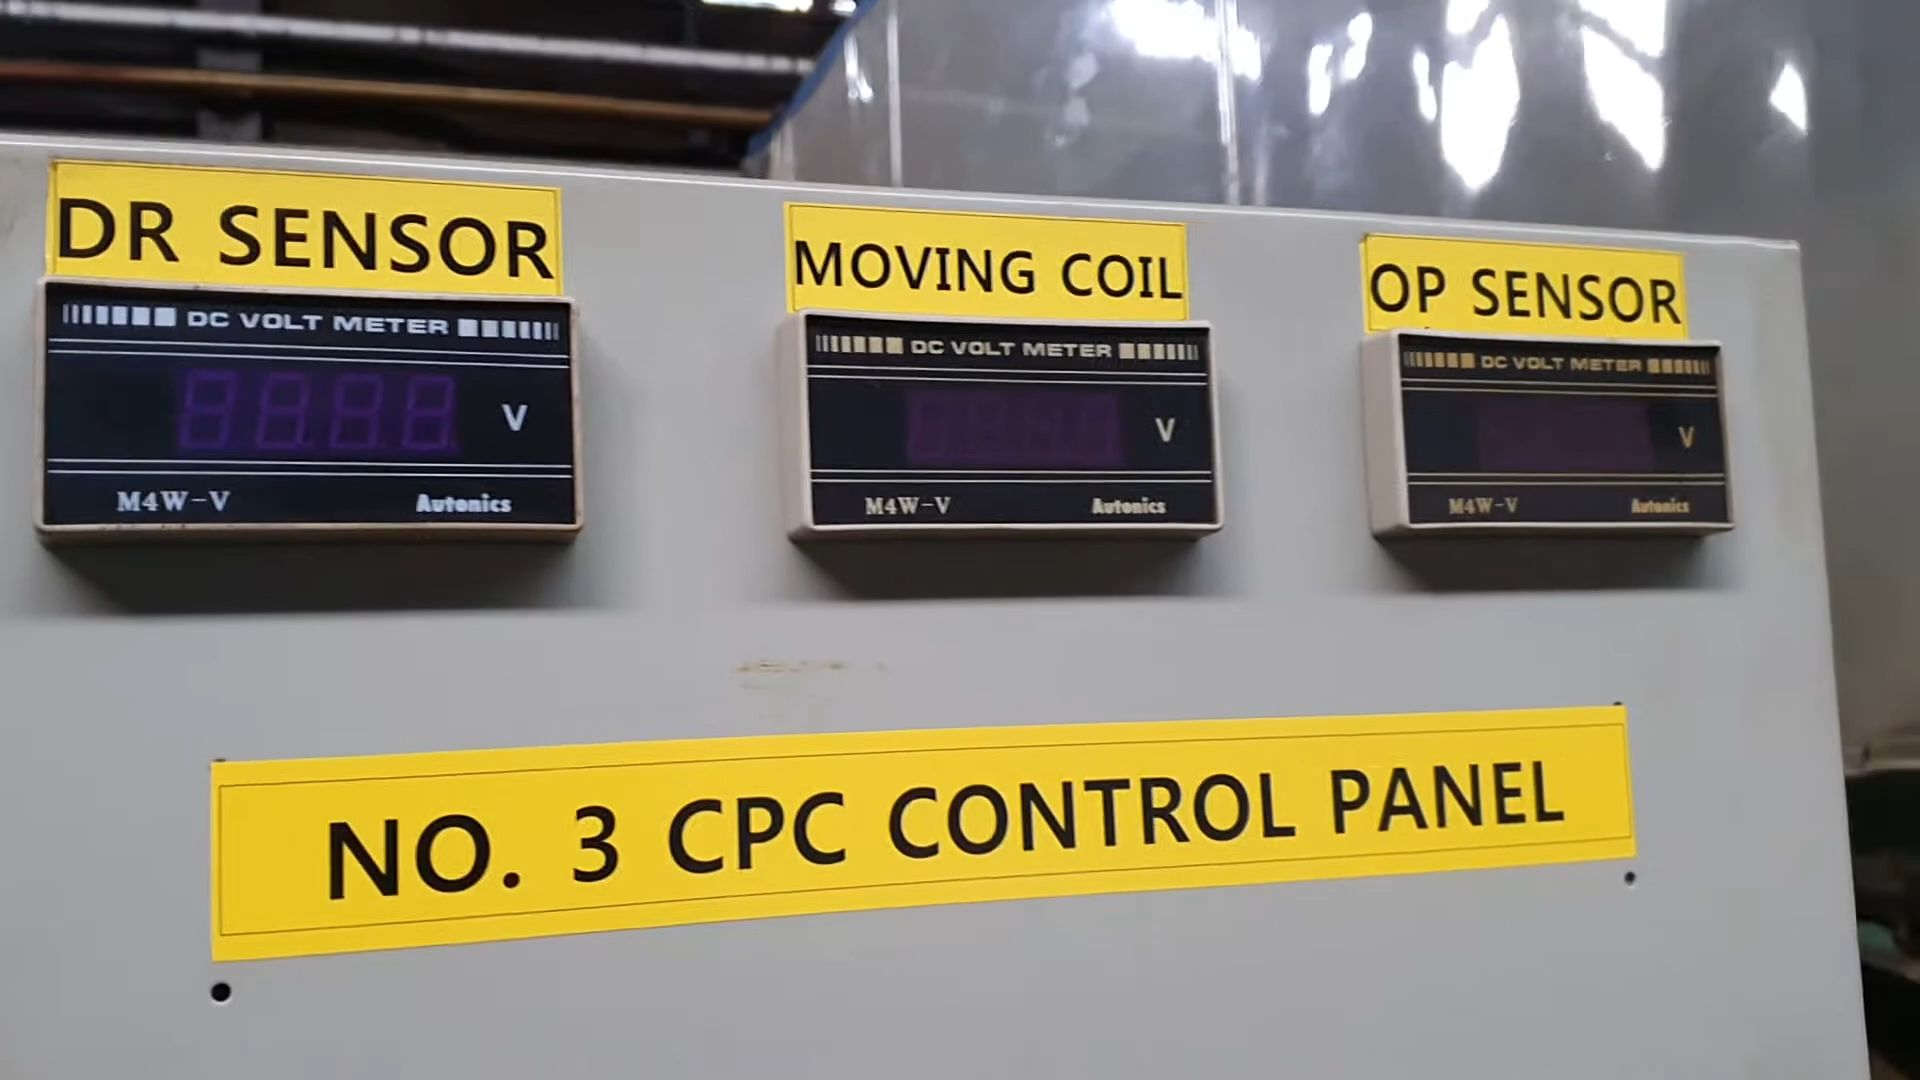 DR SENSOR
MOVING COIL
OP SENSOR
DC VOLT METER
V
M4W-V Autonics
DC VOLT METER
V
M4W-V Autonics
DC VOLT METER
V
M4W-V Autonics
NO. 3 CPC CONTROL PANEL